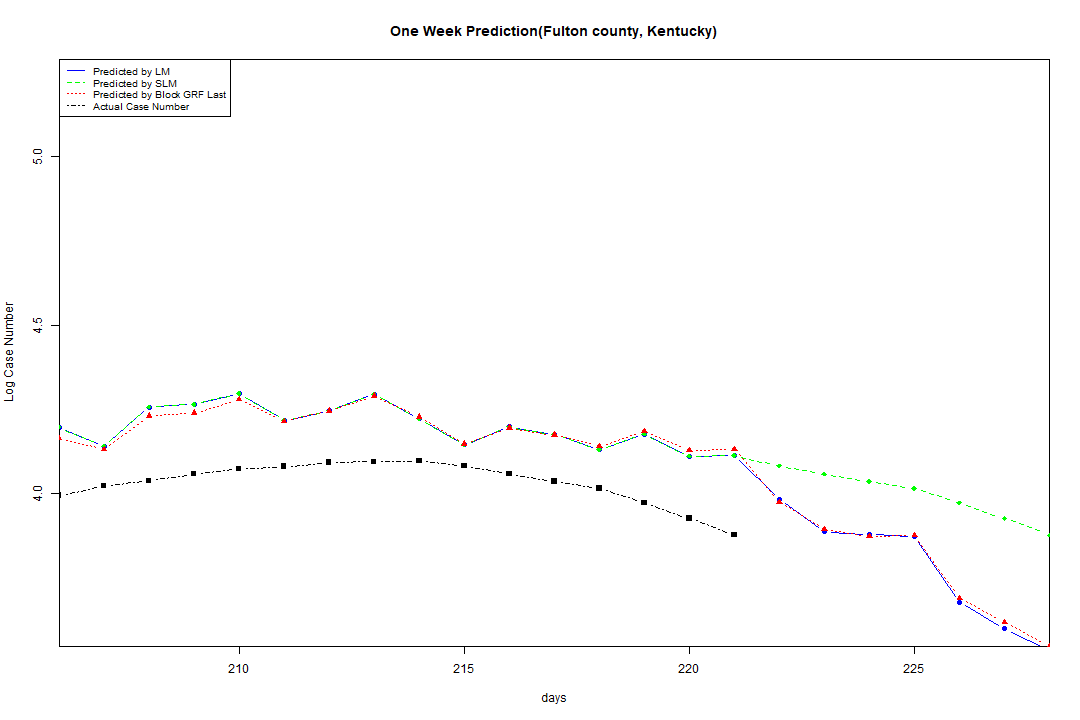 One Week Prediction(Fulton county, Kentucky)
Predicted by LM
Predicted by SLM
Predicted by Block GRF Last
Actual Case Number
5.0
4.5
4.0
Log Case Number
210
215
220
225
days